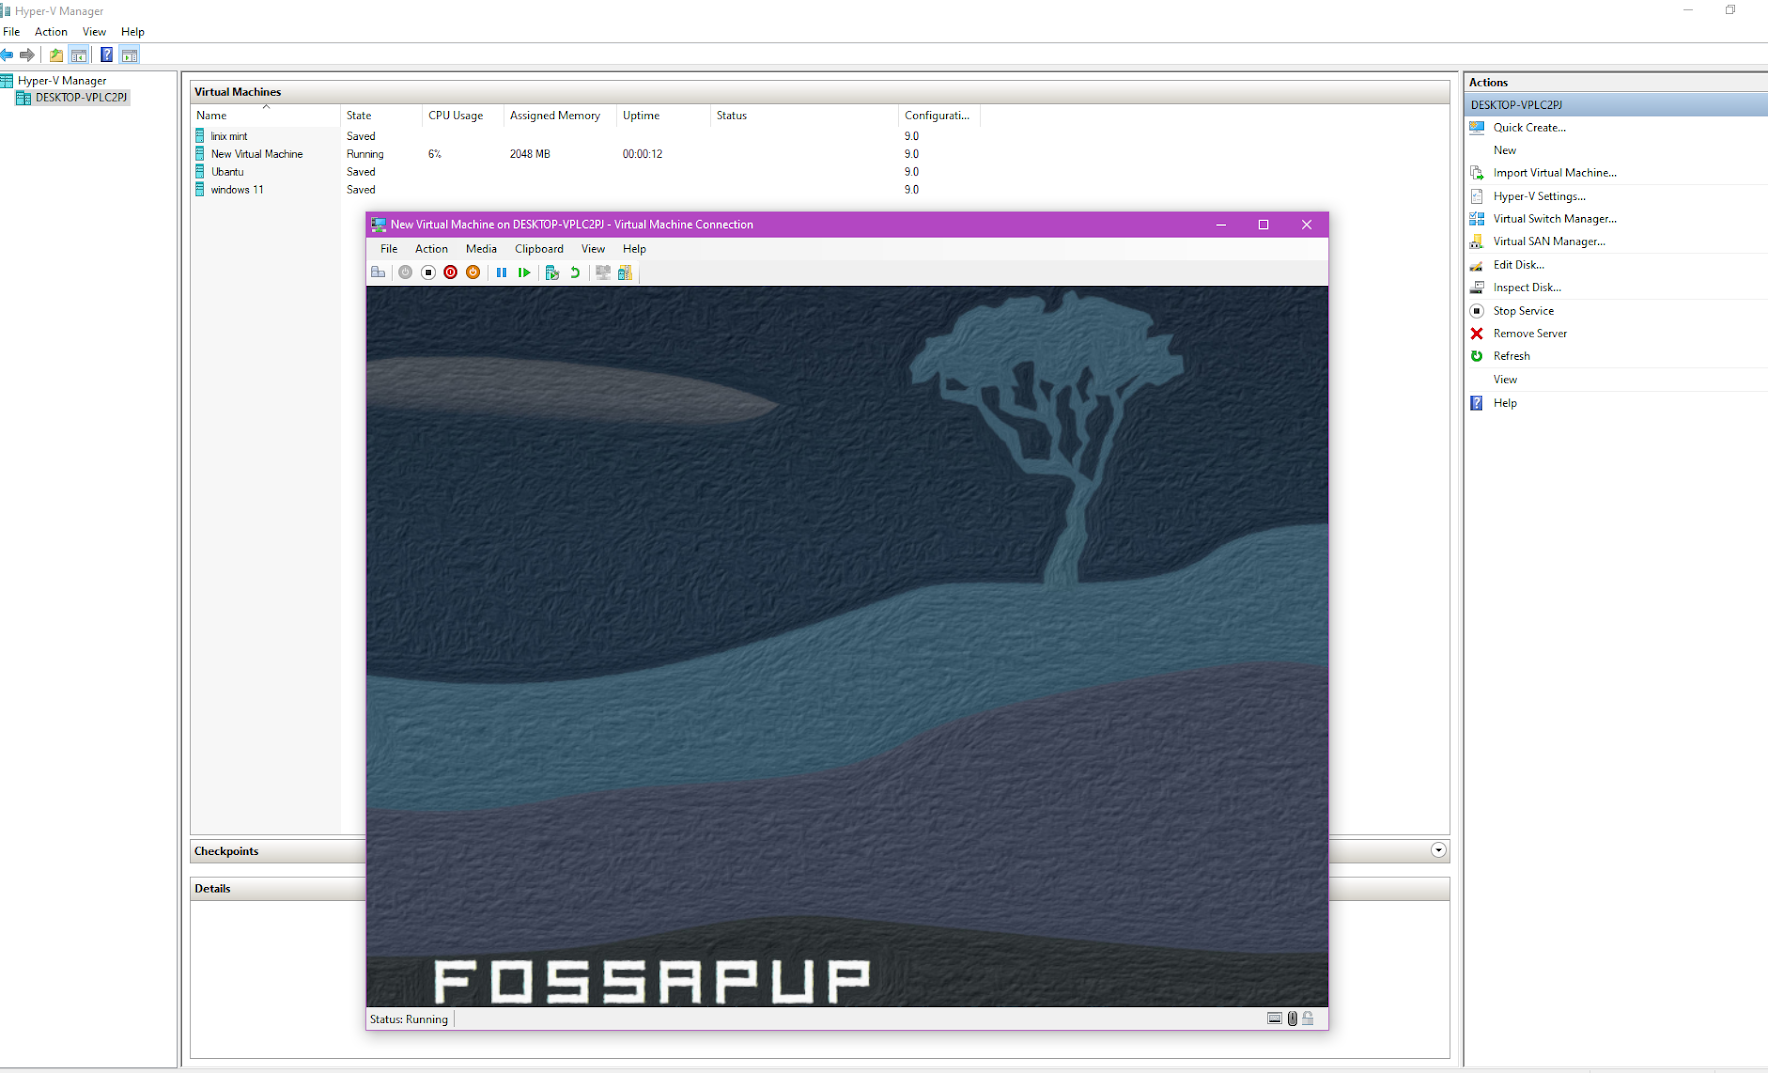 Hyper-V Manager
File Action View Help
Hyper-V Manager
DESKTOP-VPLC2PJ
Virtual Machines
Name State CPU Usage Assigned Memory Uptime Status Configurati...
linix mint Saved 9.0
New Virtual Machine Running 6% 2048 MB 00:00:12 9.0
Ubantu Saved 9.0
windows 11 Saved 9.0
New Virtual Machine on DESKTOP-VPLC2PJ - Virtual Machine Connection
File Action Media Clipboard View Help
FOSSAPUP
Status: Running
Checkpoints
Details
Actions
DESKTOP-VPLC2PJ
Quick Create...
New
Import Virtual Machine...
Hyper-V Settings...
Virtual Switch Manager...
Virtual SAN Manager...
Edit Disk...
Inspect Disk...
Stop Service
Remove Server
Refresh
View
Help